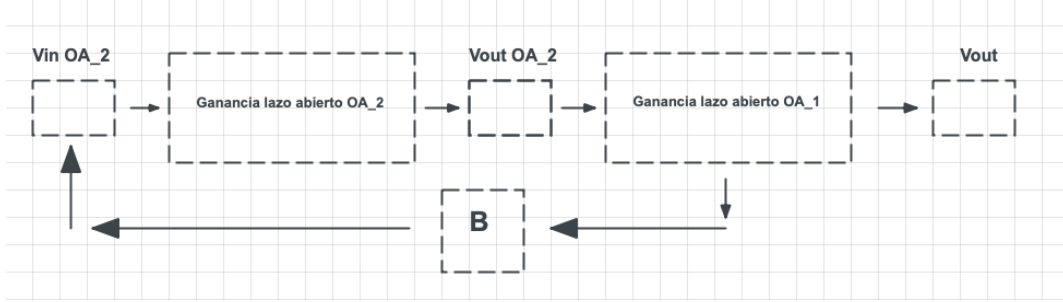 Vin OA_2
Vout OA_2
Vout
Ganancia lazo abierto OA_2
Ganancia lazo abierto OA_1
B